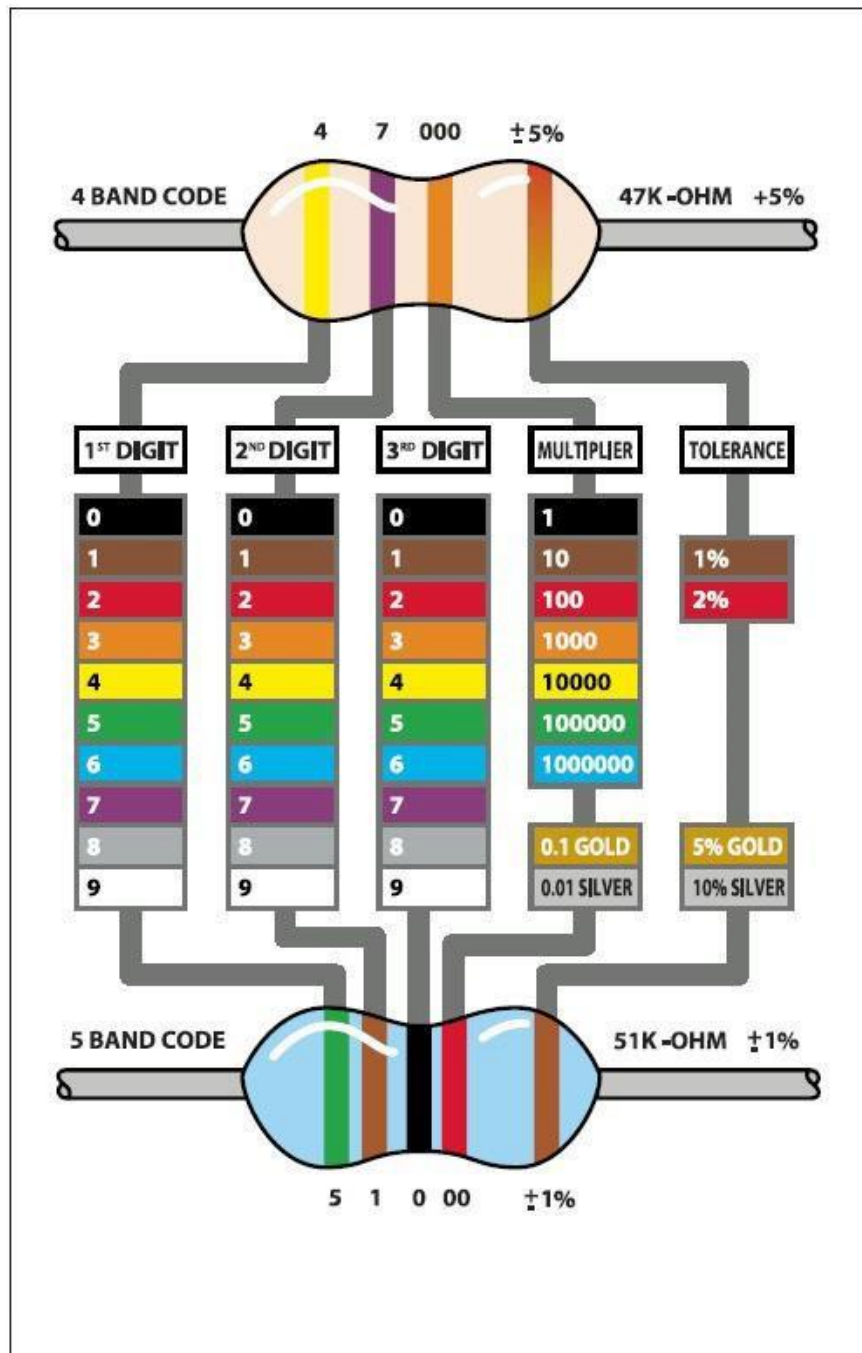 4 7 000 ±5%
4 BAND CODE 47K-OHM +5%
1ST DIGIT 2ND DIGIT 3RD DIGIT MULTIPLIER TOLERANCE
0 0 0 1
1 1 1 10 1%
2 2 2 100 2%
3 3 3 1000
4 4 4 10000
5 5 5 100000
6 6 6 1000000
7 7 7
8 8 8 0.1 GOLD 5% GOLD
9 9 9 0.01 SILVER 10% SILVER
5 BAND CODE 51K-OHM ±1%
5 1 0 00 ±1%